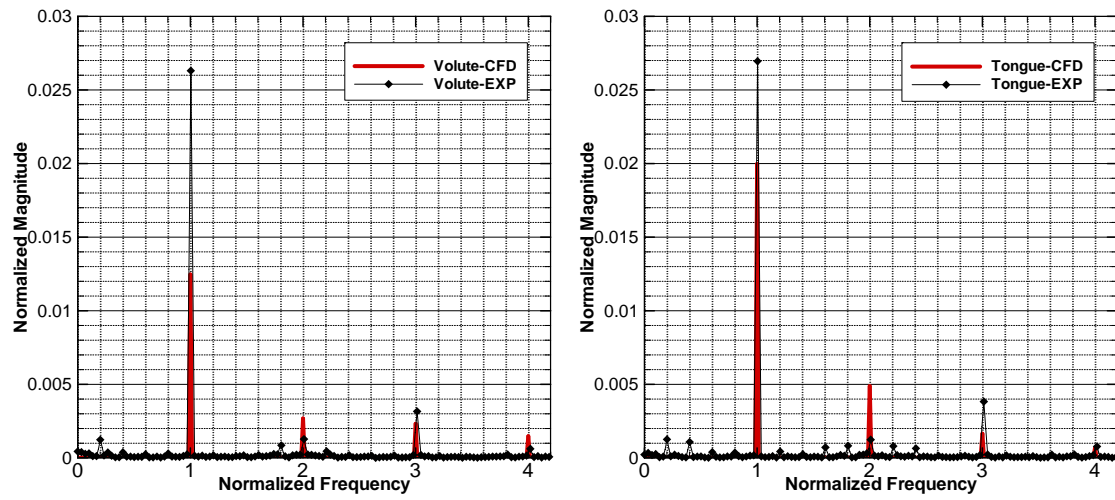 0.03
0.025
0.02
0.015
0.01
0.005
0
Normalized Magnitude
Volute-CFD
Volute-EXP
0 1 2 3 4
Normalized Frequency
0.03
0.025
0.02
0.015
0.01
0.005
0
Normalized Magnitude
Tongue-CFD
Tongue-EXP
0 1 2 3 4
Normalized Frequency